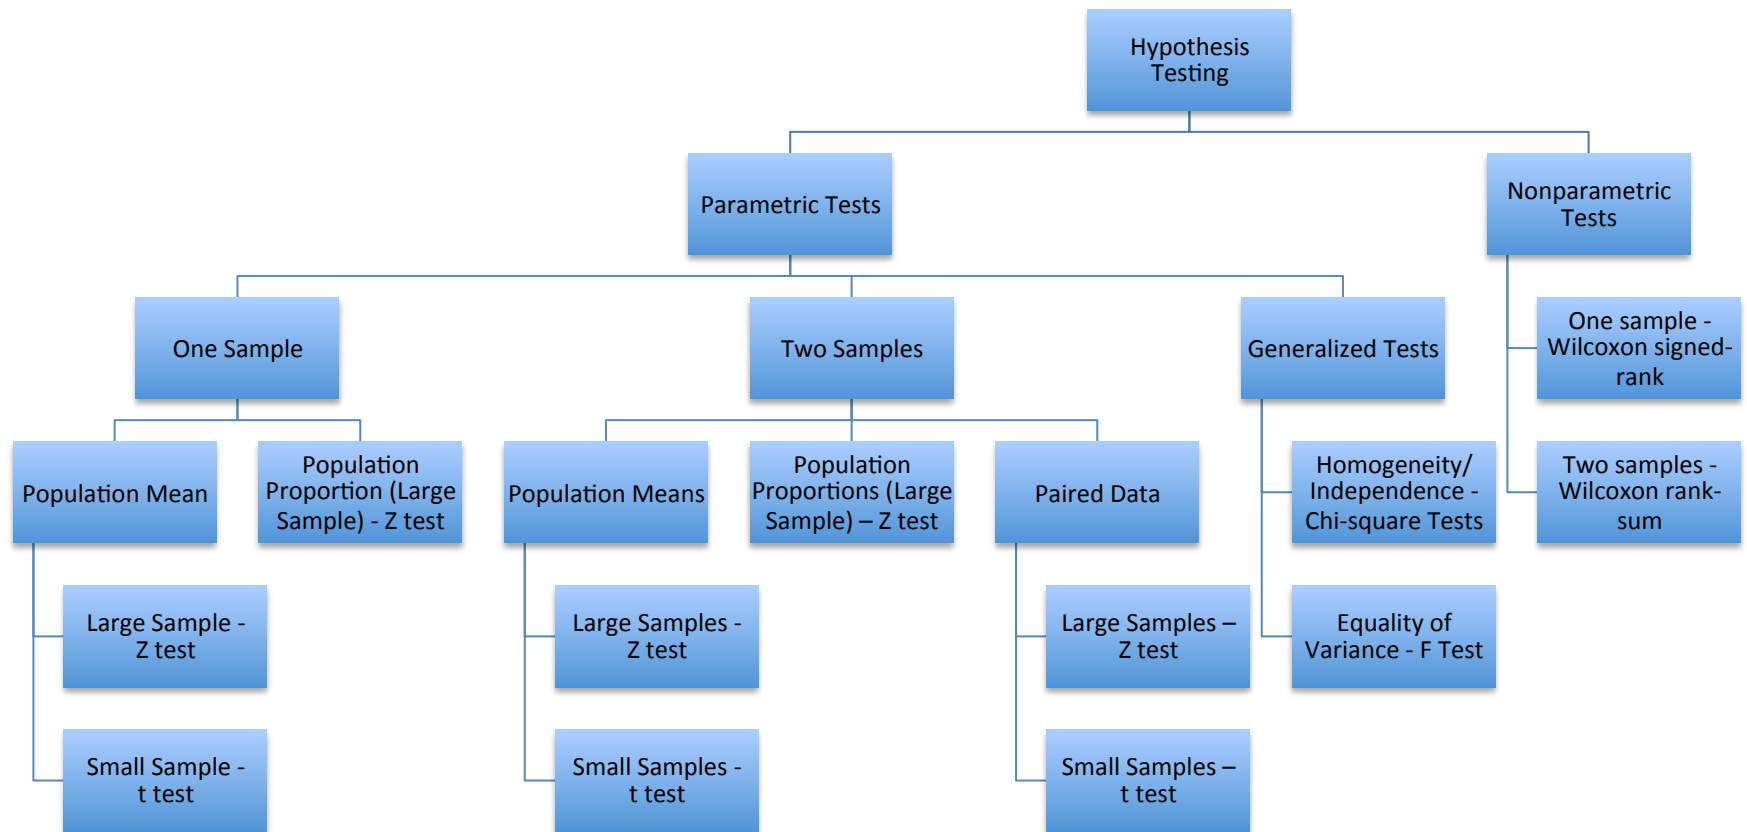 Hypothesis
Testing
Parametric Tests
Nonparametric
Tests
One Sample
Two Samples
Generalized Tests
One sample -
Wilcoxon signed-
rank
Population Mean
Population
Proportion (Large
Sample) - Z test
Population Means
Population
Proportions (Large
Sample) – Z test
Paired Data
Homogeneity/
Independence -
Chi-square Tests
Two samples -
Wilcoxon rank-
sum
Large Sample -
Z test
Large Samples -
Z test
Large Samples –
Z test
Equality of
Variance - F Test
Small Sample -
t test
Small Samples -
t test
Small Samples –
t test